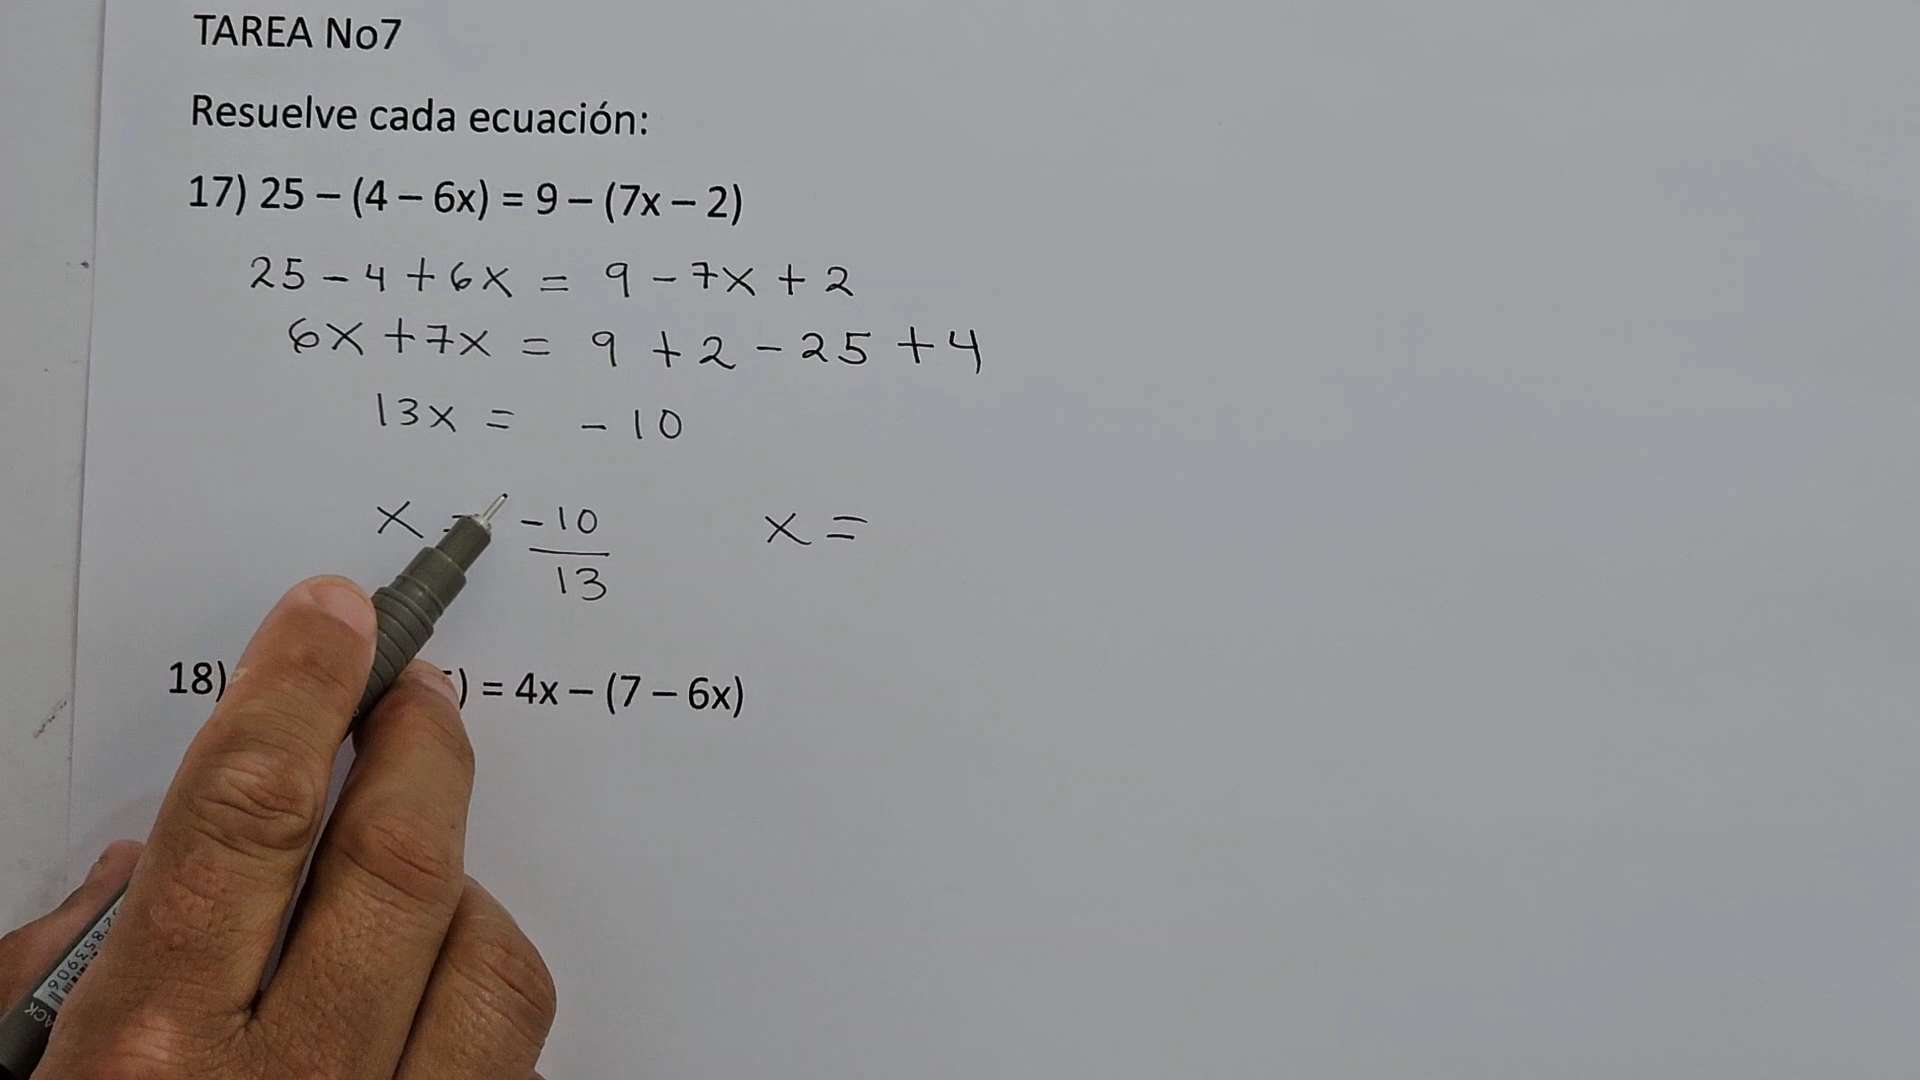 TAREA No7
Resuelve cada ecuación:
17) 25 – (4 – 6x) = 9 – (7x – 2)
25 - 4 + 6x = 9 - 7x + 2
6x + 7x = 9 + 2 - 25 + 4
13x = - 10
x = -10/13 x =
18) ) = 4x – (7 – 6x)